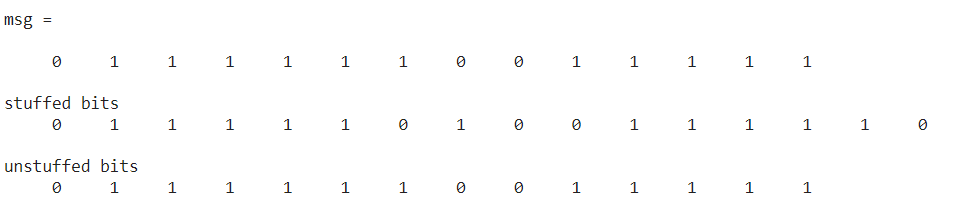 msg =
0 1 1 1 1 1 1 0 0 1 1 1 1 1
stuffed bits
0 1 1 1 1 1 0 1 0 0 1 1 1 1 1 0
unstuffed bits
0 1 1 1 1 1 1 0 0 1 1 1 1 1